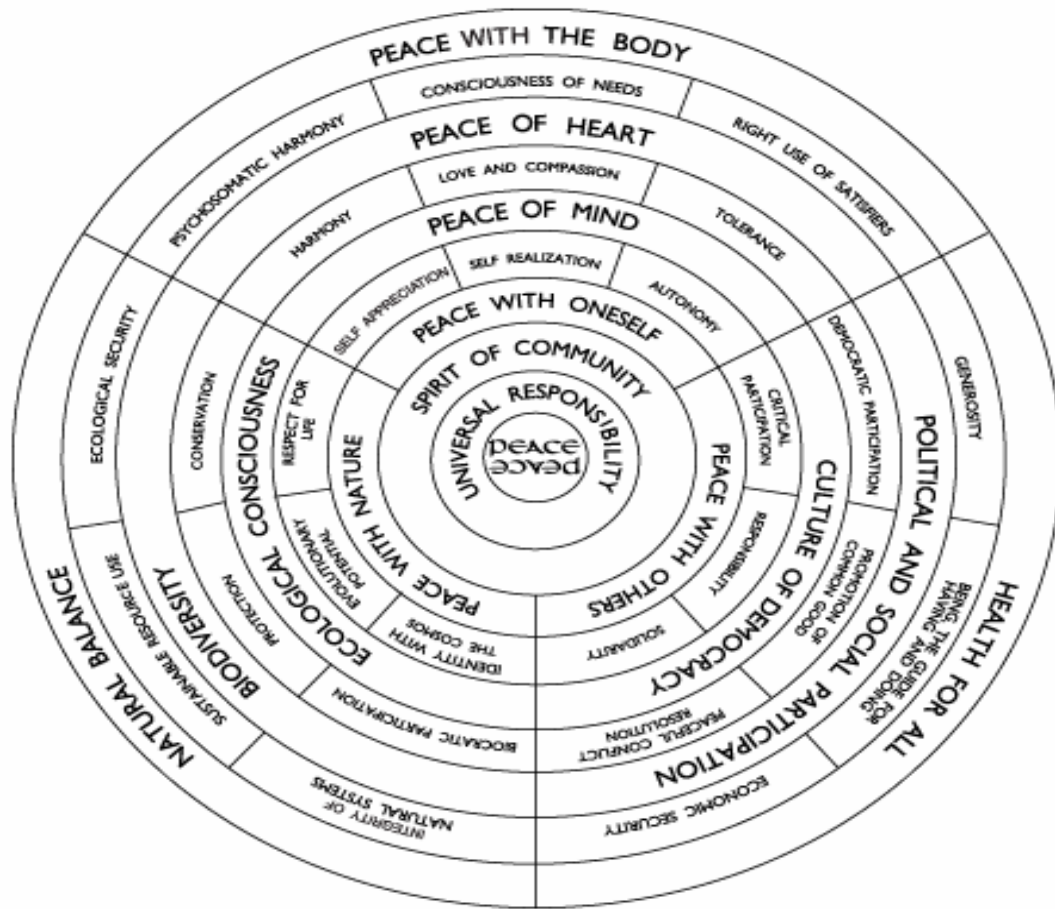 PEACE WITH THE BODY
PSYCHOSOMATIC HARMONY
CONSCIOUSNESS OF NEEDS
RIGHT USE OF SATISFIERS
PEACE OF HEART
HARMONY
LOVE AND COMPASSION
TOLERANCE
PEACE OF MIND
SELF APPRECIATION
SELF REALIZATION
AUTONOMY
PEACE WITH ONESELF
SPIRIT OF COMMUNITY
UNIVERSAL RESPONSIBILITY
PEACE
peace
PEACE WITH OTHERS
CRITICAL
PARTICIPATION
RESPONSIBILITY
SOLIDARITY
CULTURE OF DEMOCRACY
DEMOCRATIC PARTICIPATION
PROMOTION OF
COMMON GOOD
PEACEFUL CONFLICT
RESOLUTION
POLITICAL AND SOCIAL PARTICIPATION
GENEROSITY
BEING, THE GUIDE FOR
HAVING AND DOING
ECONOMIC SECURITY
HEALTH FOR ALL
PEACE WITH NATURE
RESPECT FOR
LIFE
EVOLUTIONARY
POTENTIAL
IDENTITY WITH
THE COSMOS
ECOLOGICAL CONSCIOUSNESS
CONSERVATION
PROTECTION
BIOCRATIC PARTICIPATION
BIODIVERSITY
ECOLOGICAL SECURITY
SUSTAINABLE RESOURCE USE
INTEGRITY OF
NATURAL SYSTEMS
NATURAL BALANCE